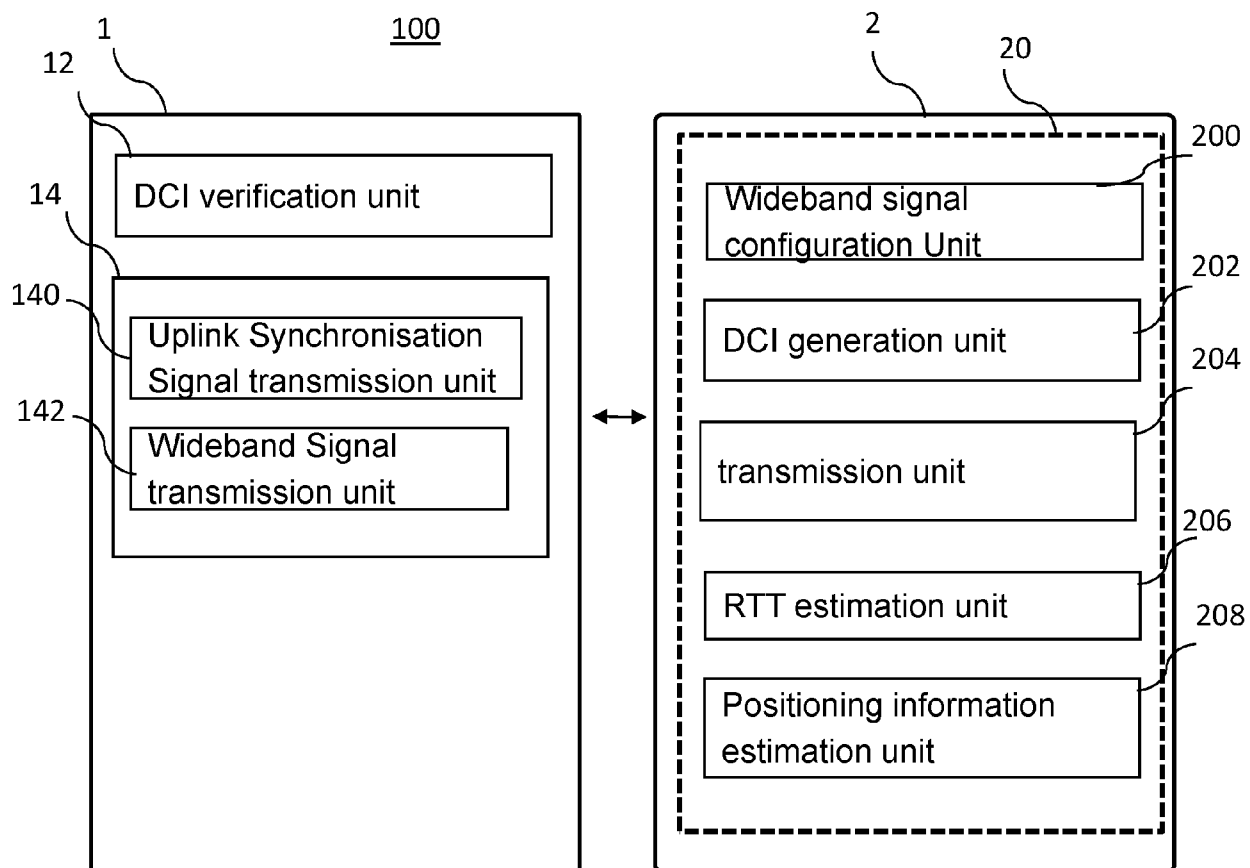 100
1
12
DCI verification unit
14
140
Uplink Synchronisation
Signal transmission unit
142
Wideband Signal
transmission unit
2
20
200
Wideband signal
configuration Unit
202
DCI generation unit
204
transmission unit
206
RTT estimation unit
208
Positioning information
estimation unit